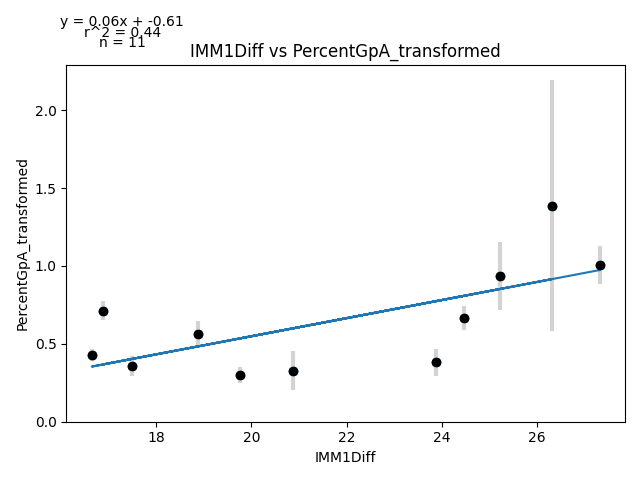 y = 0.06x + -0.61
r^2 = 0.44
n = 11
IMM1Diff vs PercentGpA_transformed
PercentGpA_transformed
2.0
1.5
1.0
0.5
0.0
18 20 22 24 26
IMM1Diff